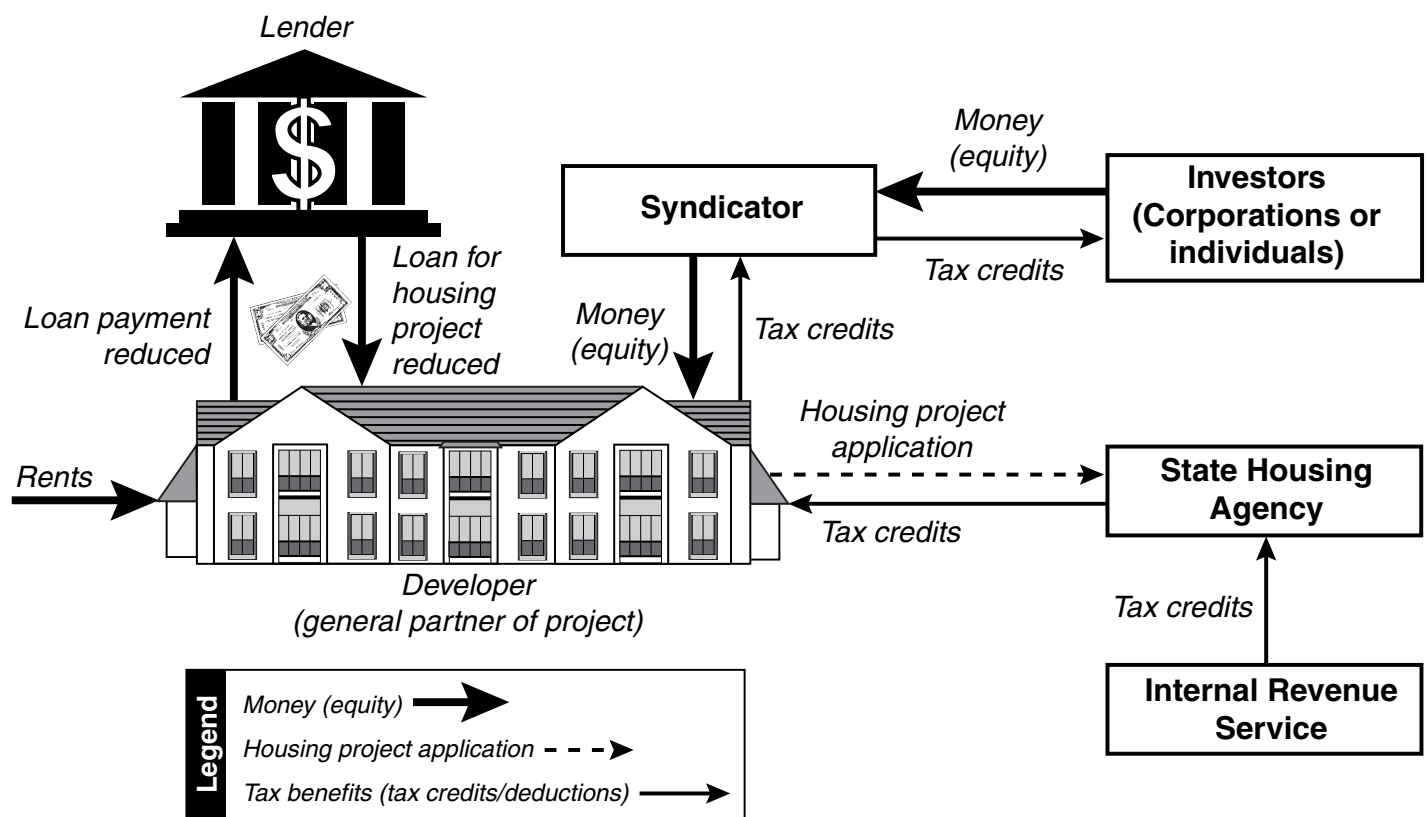 Lender
$
Loan payment
reduced
Loan for
housing
project
reduced
Syndicator
Money
(equity)
Investors
(Corporations or
individuals)
Tax credits
Money
(equity)
Tax credits
Rents
Housing project
application
State Housing
Agency
Tax credits
Developer
(general partner of project)
Tax credits
Internal Revenue
Service
Legend
Money (equity)
Housing project application
Tax benefits (tax credits/deductions)